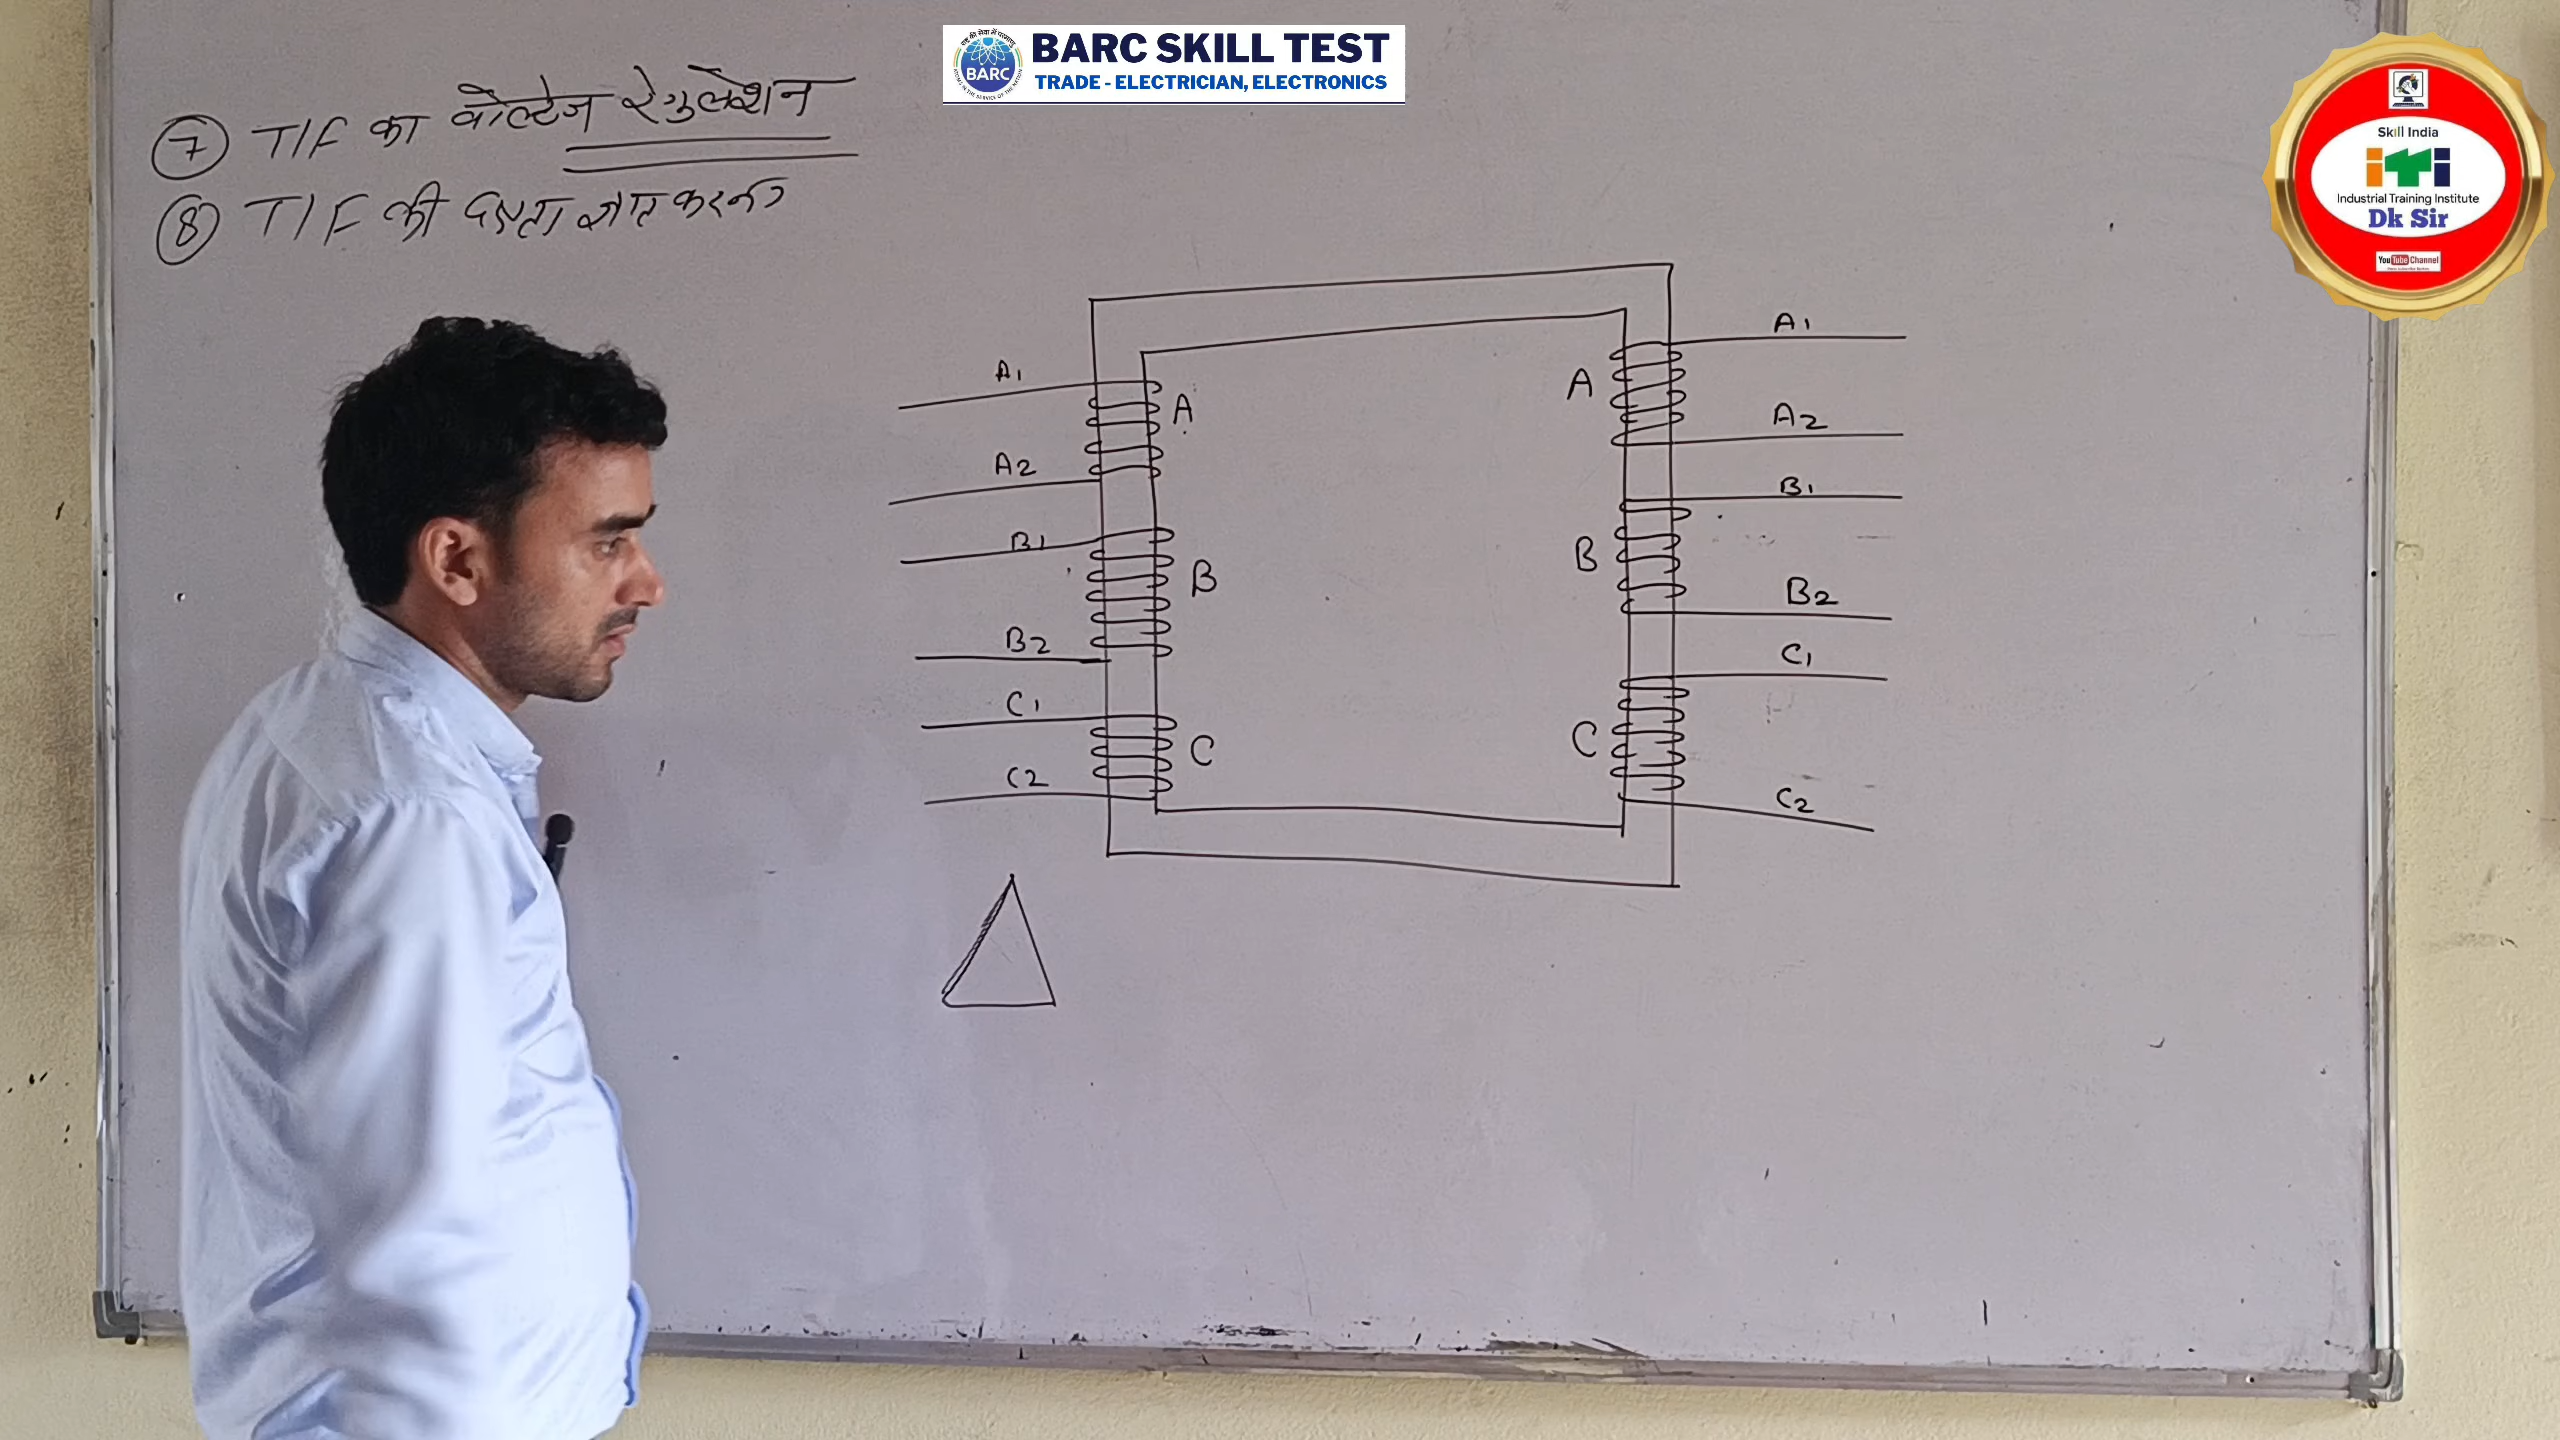 BARC SKILL TEST
TRADE - ELECTRICIAN, ELECTRONICS
BARC
Skill India
iTi
Industrial Training Institute
Dk Sir
YouTube Channel
⑦ T/F का वोल्टेज रेगुलेशन
⑧ T/F की दक्षता ज्ञात करना
A1
A
A2
B1
B
B2
C1
C
C2
A1
A
A2
B1
B
B2
C1
C
C2